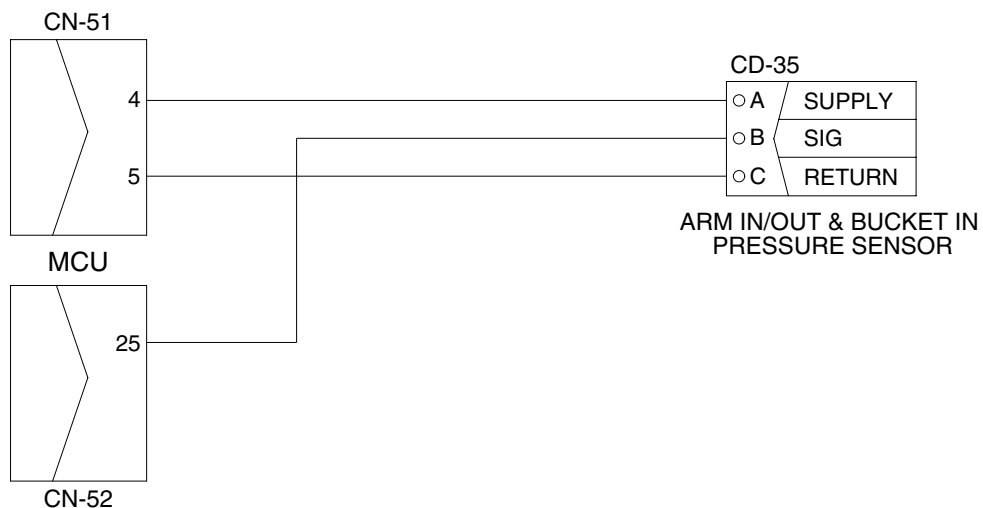 CN-51
4
5
MCU
25
CN-52
CD-35
A SUPPLY
B SIG
C RETURN
ARM IN/OUT & BUCKET IN
PRESSURE SENSOR